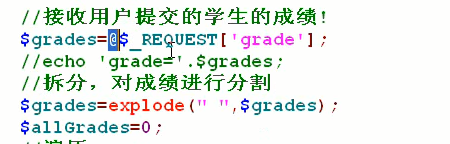 //接收用户提交的学生的成绩!
$grades=@$_REQUEST['grade'];
//echo 'grade='.$grades;
//拆分，对成绩进行分割
$grades=explode(" ",$grades);
$allGrades=0;